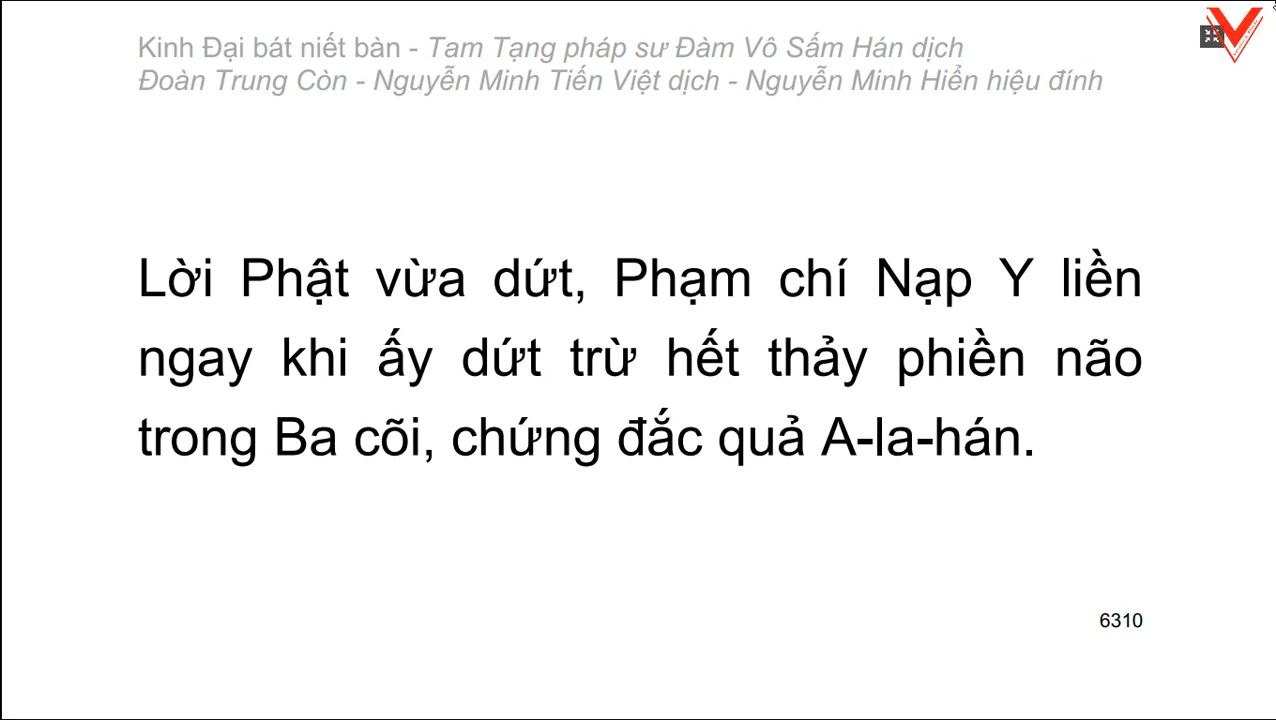 Kinh Đại bát niết bàn - Tam Tạng pháp sư Đàm Vô Sấm Hán dịch
Đoàn Trung Còn - Nguyễn Minh Tiến Việt dịch - Nguyễn Minh Hiển hiệu đính
Lời Phật vừa dứt, Phạm chí Nạp Y liền
ngay khi ấy dứt trừ hết thảy phiền não
trong Ba cõi, chứng đắc quả A-la-hán.
6310